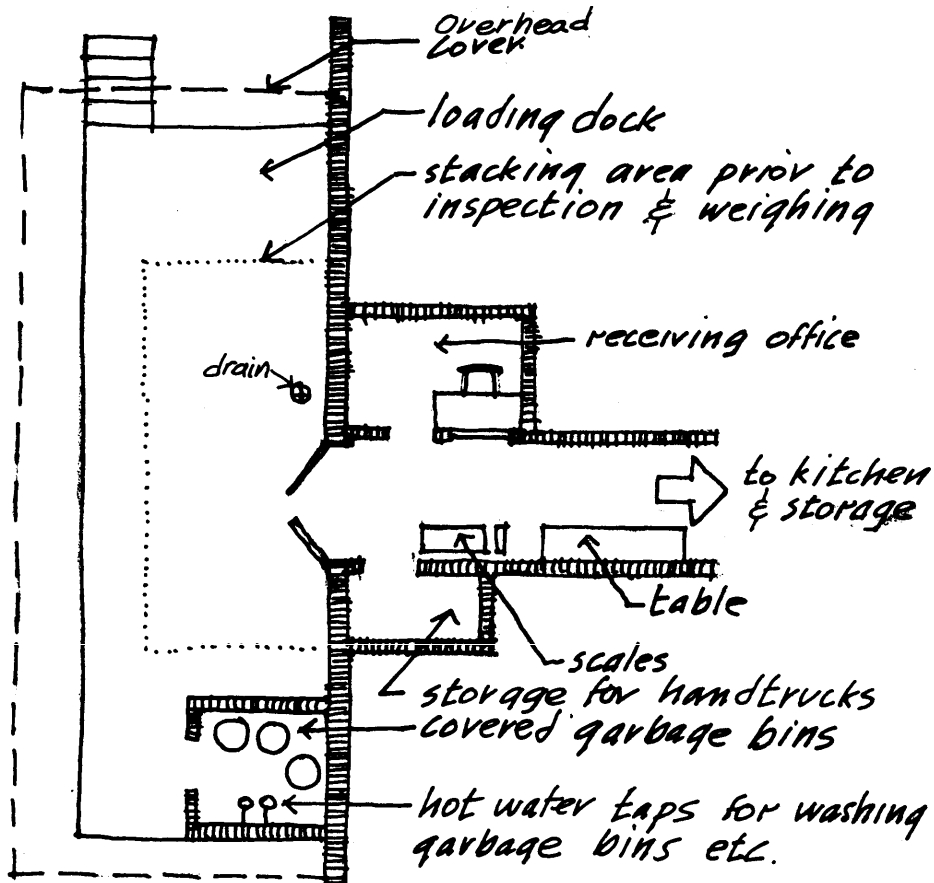 overhead
cover
loading dock
stacking area prior to
inspection & weighing
receiving office
drain
to kitchen
& storage
table
scales
storage for handtrucks
covered garbage bins
hot water taps for washing
garbage bins etc.